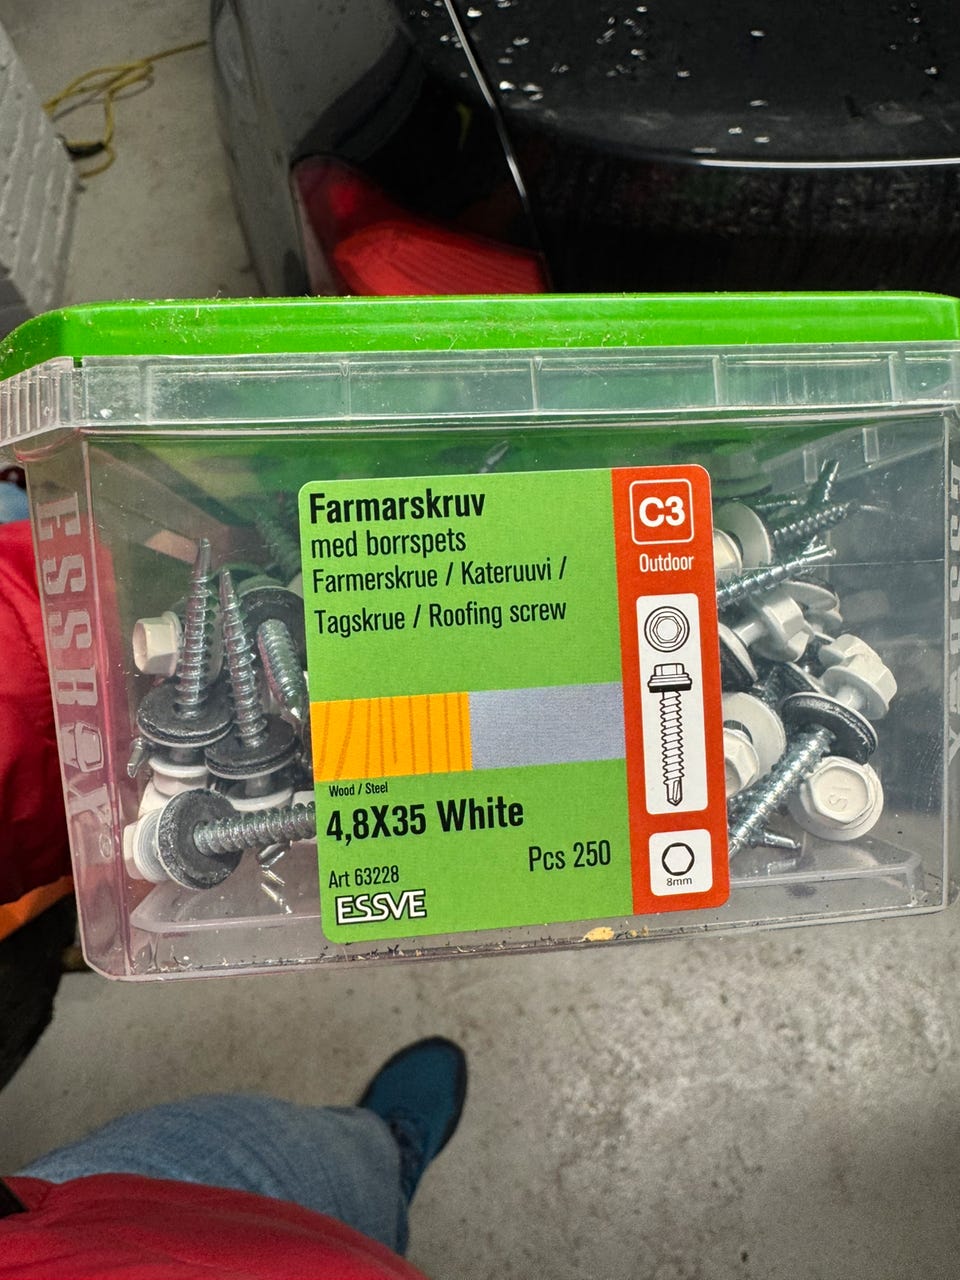 Farmarskruv
med borrspets
Farmerskrue / Kateruuvi /
Tagskrue / Roofing screw
Wood / Steel
4,8X35 White
Pcs 250
Art 63228
ESSVE
C3
Outdoor
8mm
ESSVE